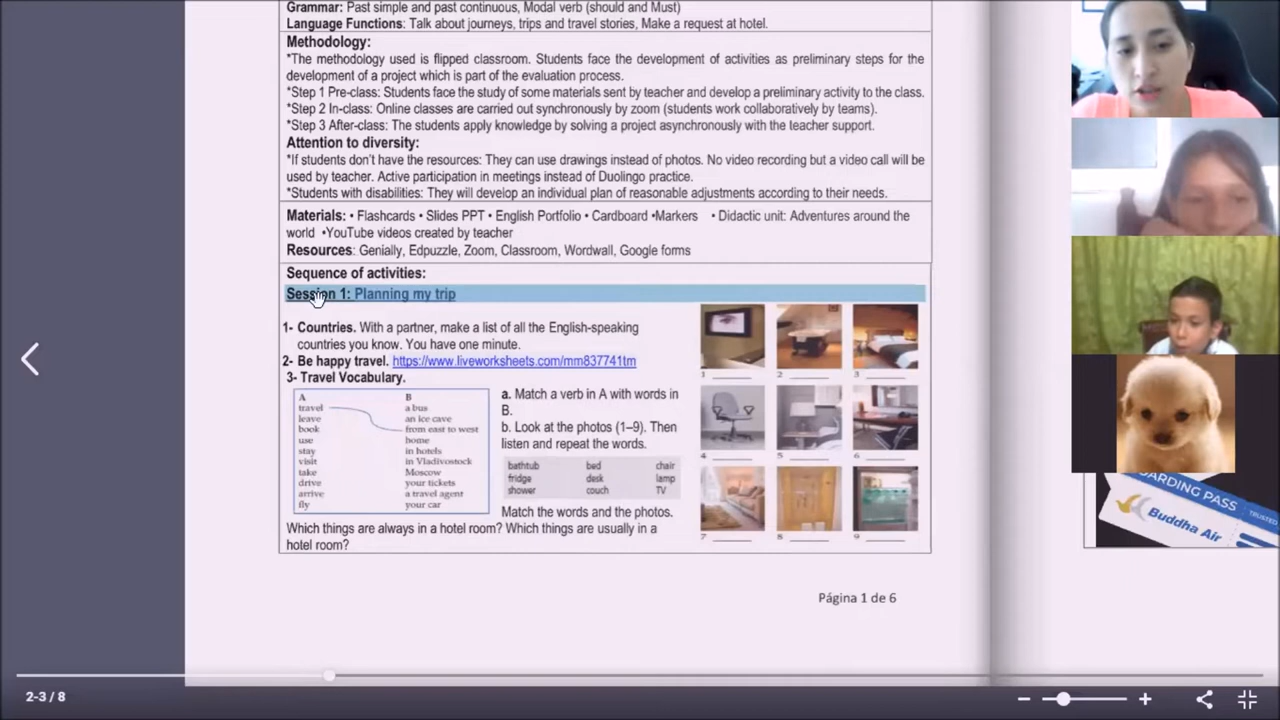 Grammar: Past simple and past continuous, Modal verb (should and Must)
Language Functions: Talk about journeys, trips and travel stories, Make a request at hotel.
Methodology:
*The methodology used is flipped classroom. Students face the development of activities as preliminary steps for the
development of a project which is part of the evaluation process.
*Step 1 Pre-class: Students face the study of some materials sent by teacher and develop a preliminary activity to the class.
*Step 2 In-class: Online classes are carried out synchronously by zoom (students work collaboratively by teams).
*Step 3 After-class: The students apply knowledge by solving a project asynchronously with the teacher support.
Attention to diversity:
*If students don't have the resources: They can use drawings instead of photos. No video recording but a video call will be
used by teacher. Active participation in meetings instead of Duolingo practice.
*Students with disabilities: They will develop an individual plan of reasonable adjustments according to their needs.
Materials: • Flashcards • Slides PPT • English Portfolio • Cardboard •Markers • Didactic unit: Adventures around the
world •YouTube videos created by teacher
Resources: Genially, Edpuzzle, Zoom, Classroom, Wordwall, Google forms
Sequence of activities:
Session 1: Planning my trip
1- Countries. With a partner, make a list of all the English-speaking
countries you know. You have one minute.
2- Be happy travel. https://www.liveworksheets.com/mm837741tm
3- Travel Vocabulary.
A B
travel a bus
leave an ice cave
book from east to west
use home
stay in hotels
visit in Vladivostock
take Moscow
drive your tickets
arrive a travel agent
fly your car
a. Match a verb in A with words in
B.
b. Look at the photos (1–9). Then
listen and repeat the words.
bathtub bed chair
fridge desk lamp
shower couch TV
Match the words and the photos.
Which things are always in a hotel room? Which things are usually in a
hotel room?
1 2 3
4 5 6
7 8 9
Página 1 de 6
BOARDING PASS
TRUSTED
Buddha Air
2-3 / 8